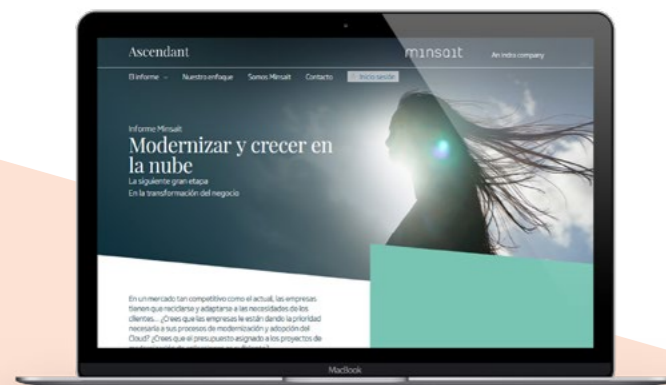 Ascendant
minsait
An Indra company
El informe
Nuestro enfoque
Somos Minsait
Contacto
Inicio sesión
Informe Minsait
Modernizar y crecer en
la nube
La siguiente gran etapa
En la transformación del negocio
En un mercado tan competitivo como el actual, las empresas
tienen que reciclarse y adaptarse a las necesidades de los
clientes... ¿Crees que las empresas le están dando la prioridad
necesaria a sus procesos de modernización y adopción del
Cloud? ¿Crees que el presupuesto asignado a los proyectos de
MacBook